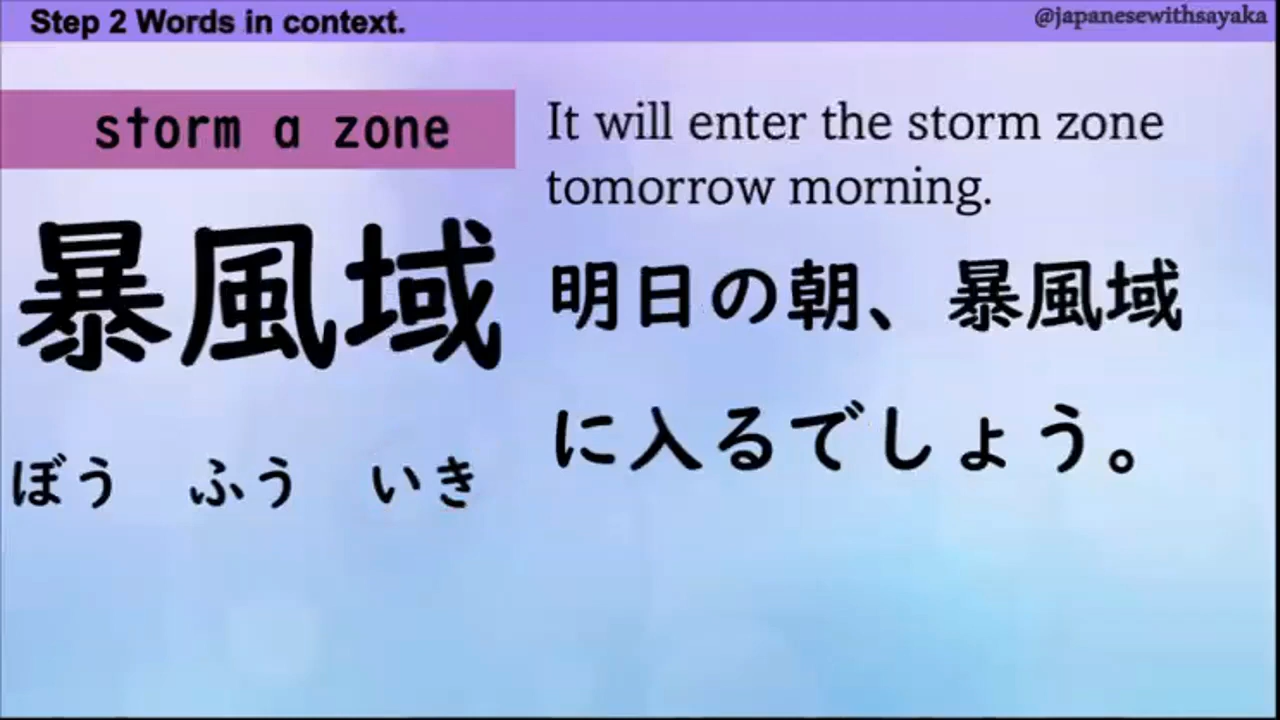 Step 2 Words in context.
@japanesewithsayaka
storm a zone
暴風域
ぼう ふう いき
It will enter the storm zone
tomorrow morning.
明日の朝、暴風域
に入るでしょう。